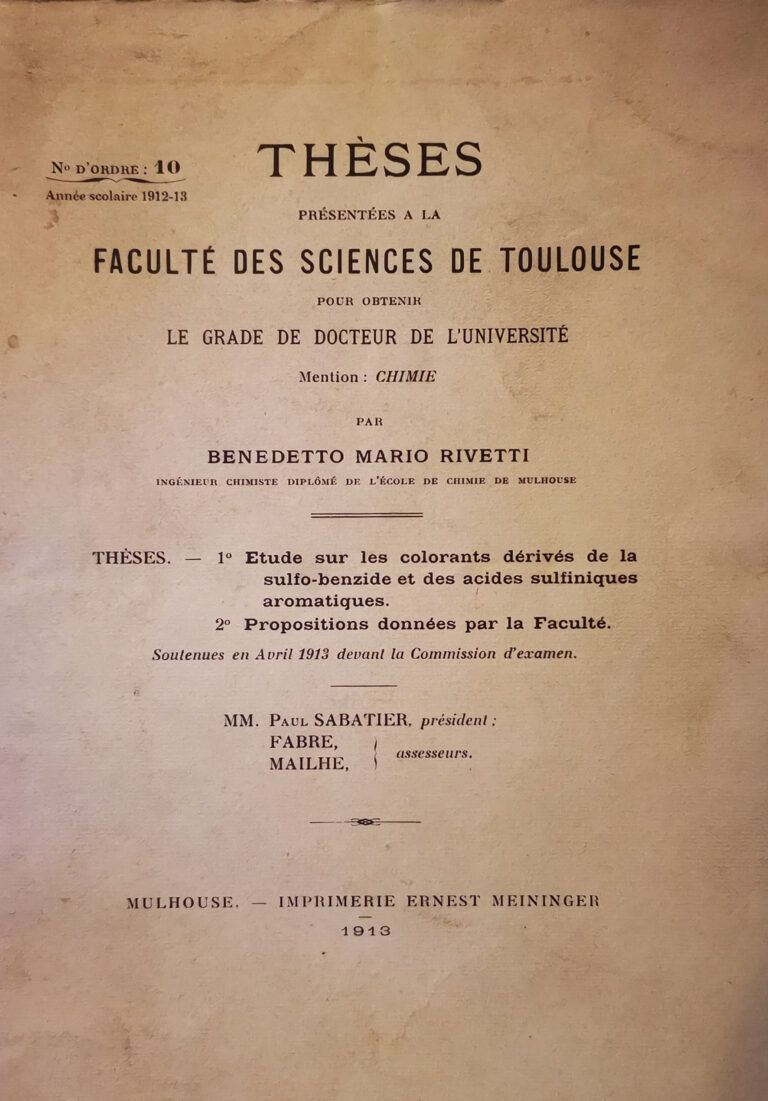 THÈSES
No D'ORDRE : 10
Année scolaire 1912-13
PRÉSENTÉES A LA
FACULTÉ DES SCIENCES DE TOULOUSE
POUR OBTENIR
LE GRADE DE DOCTEUR DE L'UNIVERSITÉ
Mention : CHIMIE
PAR
BENEDETTO MARIO RIVETTI
INGÉNIEUR CHIMISTE DIPLÔMÉ DE L'ÉCOLE DE CHIMIE DE MULHOUSE
THÈSES. — 1o Etude sur les colorants dérivés de la
sulfo-benzide et des acides sulfiniques
aromatiques.
2o Propositions données par la Faculté.
Soutenues en Avril 1913 devant la Commission d'examen.
MM. PAUL SABATIER, président ;
FABRE,
MAILHE,
assesseurs.
MULHOUSE. — IMPRIMERIE ERNEST MEININGER
1913